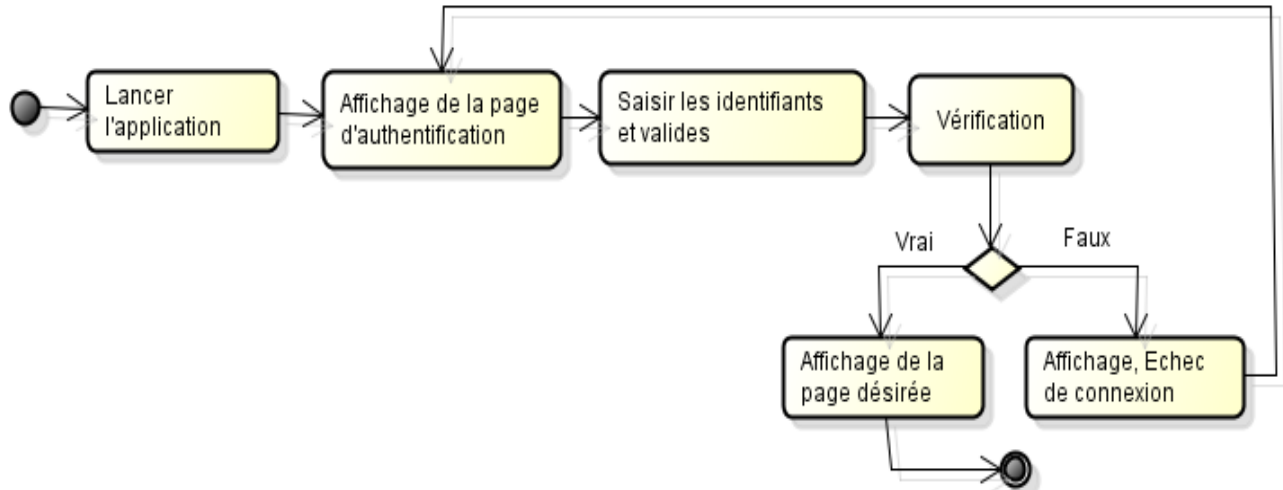 Lancer
l'application
Affichage de la page
d'authentification
Saisir les identifiants
et valides
Vérification
Vrai
Faux
Affichage de la
page désirée
Affichage, Echec
de connexion